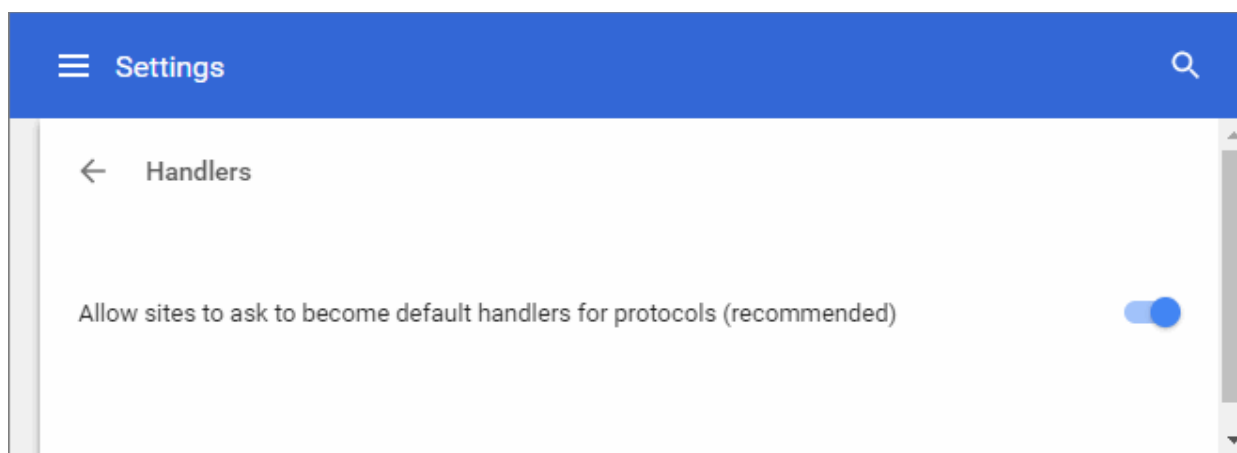 Settings
Handlers
Allow sites to ask to become default handlers for protocols (recommended)